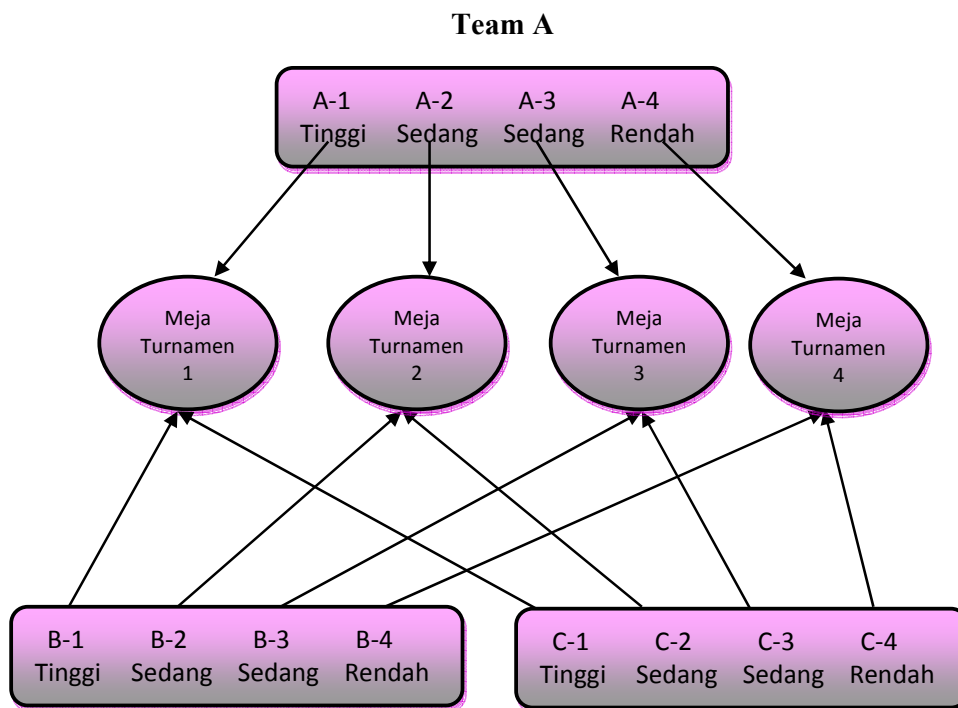 Team A
A-1 A-2 A-3 A-4
Tinggi Sedang Sedang Rendah
Meja
Turnamen
1
Meja
Turnamen
2
Meja
Turnamen
3
Meja
Turnamen
4
B-1 B-2 B-3 B-4
Tinggi Sedang Sedang Rendah
C-1 C-2 C-3 C-4
Tinggi Sedang Sedang Rendah